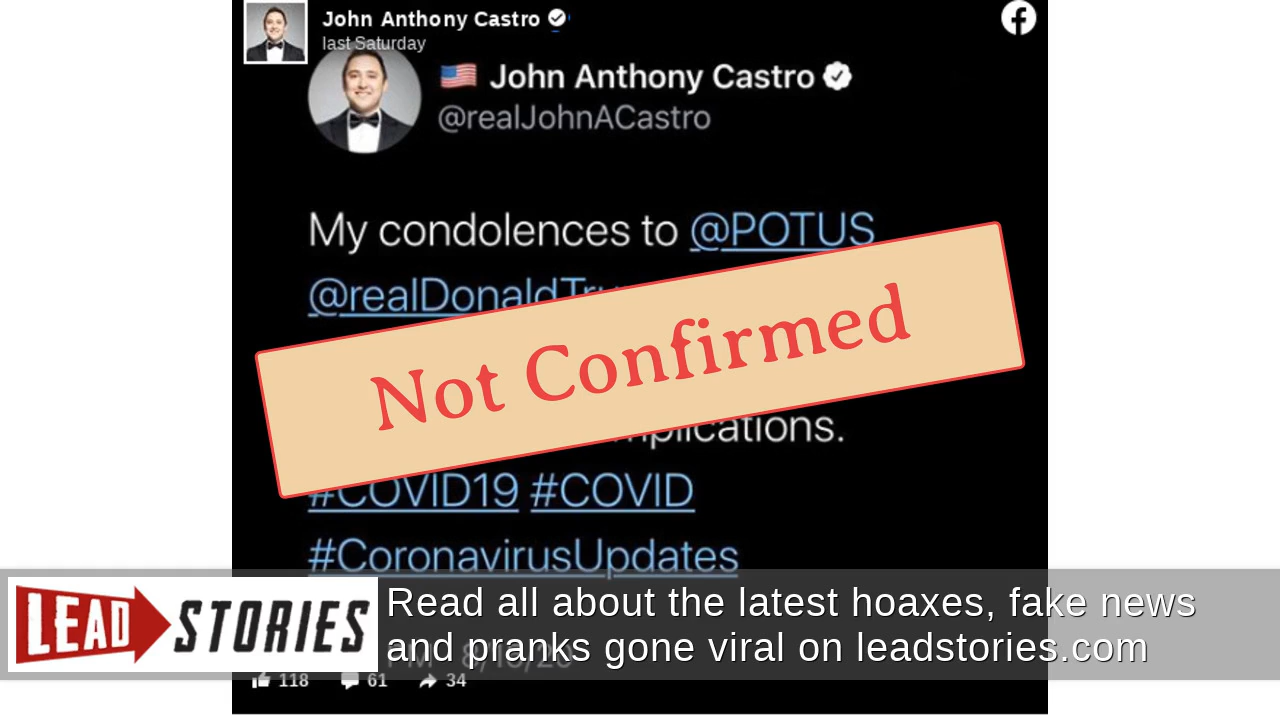 John Anthony Castro
last Saturday
John Anthony Castro
@realJohnACastro
My condolences to @POTUS
Not Confirmed
#COVID19 #COVID
#CoronavirusUpdates
LEAD STORIES
Read all about the latest hoaxes, fake news
and pranks gone viral on leadstories.com
118 61 34